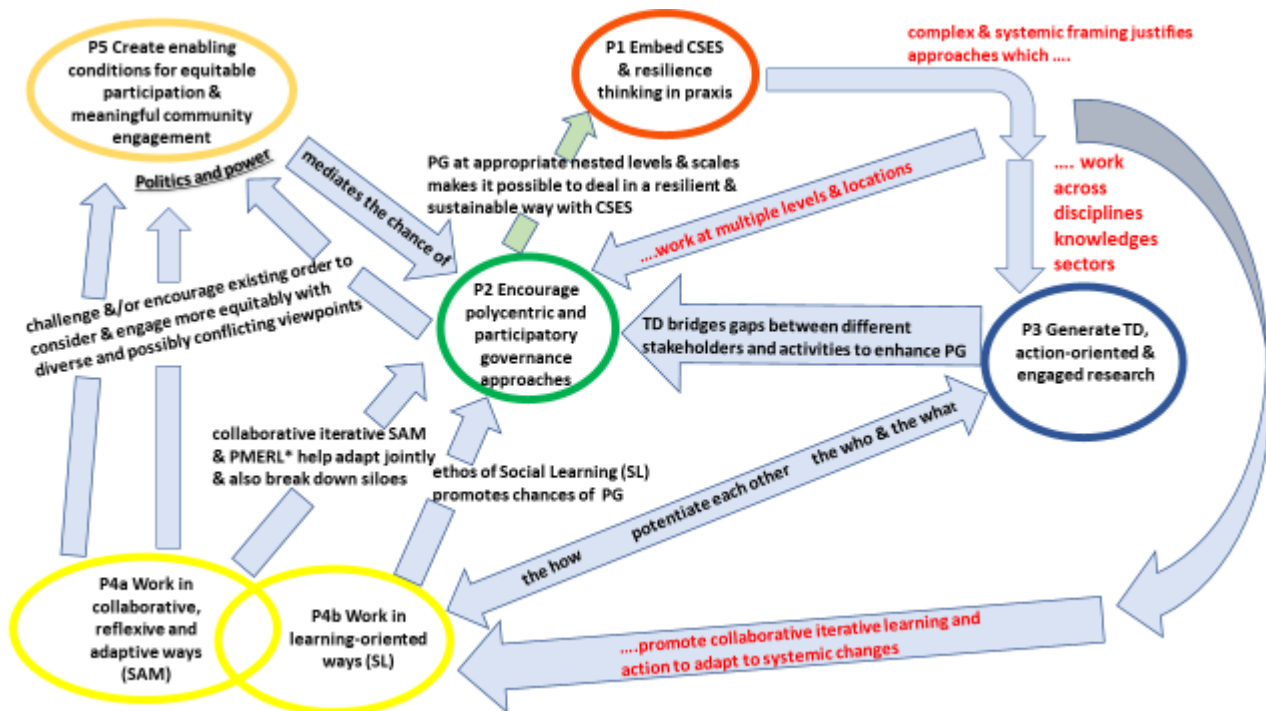 P5 Create enabling
conditions for equitable
participation &
meaningful community
engagement
Politics and power
mediates the chance of
P1 Embed CSES
& resilience
thinking in praxis
complex & systemic framing justifies
approaches which ....
PG at appropriate nested levels & scales
makes it possible to deal in a resilient &
sustainable way with CSES
....work at multiple levels & locations
.... work
across
disciplines
knowledges
sectors
challenge &/or encourage existing order to
consider & engage more equitably with
diverse and possibly conflicting viewpoints
P2 Encourage
polycentric and
participatory
governance
approaches
TD bridges gaps between different
stakeholders and activities to enhance PG
P3 Generate TD,
action-oriented &
engaged research
collaborative iterative SAM
& PMERL* help adapt jointly
& also break down siloes
ethos of Social Learning (SL)
promotes chances of PG
the how potentiate each other the who & the what
P4a Work in
collaborative,
reflexive and
adaptive ways
(SAM)
P4b Work in
learning-oriented
ways (SL)
....promote collaborative iterative learning and
action to adapt to systemic changes